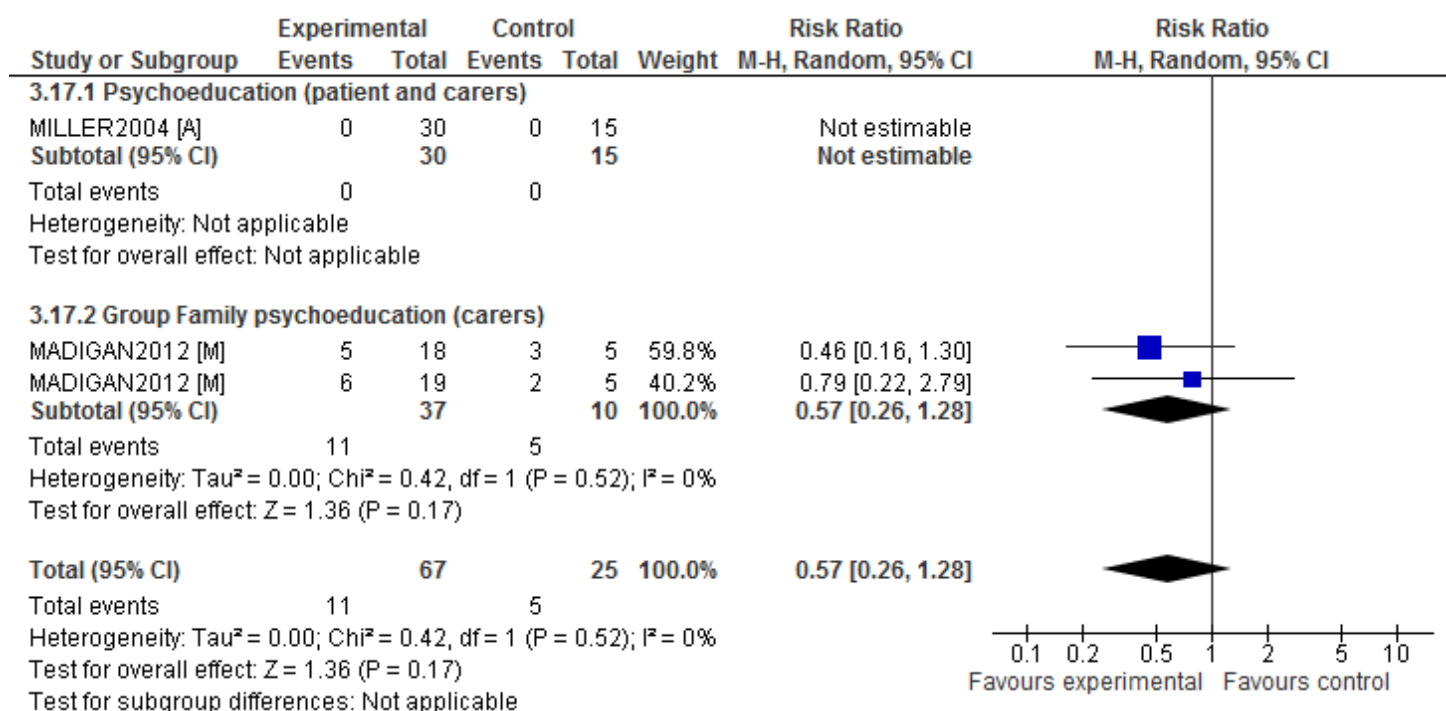 Experimental Control Risk Ratio Risk Ratio
Study or Subgroup Events Total Events Total Weight M-H, Random, 95% CI M-H, Random, 95% CI
3.17.1 Psychoeducation (patient and carers)
MILLER2004 [A] 0 30 0 15 Not estimable
Subtotal (95% CI) 30 15 Not estimable
Total events 0 0
Heterogeneity: Not applicable
Test for overall effect: Not applicable
3.17.2 Group Family psychoeducation (carers)
MADIGAN2012 [M] 5 18 3 5 59.8% 0.46 [0.16, 1.30]
MADIGAN2012 [M] 6 19 2 5 40.2% 0.79 [0.22, 2.79]
Subtotal (95% CI) 37 10 100.0% 0.57 [0.26, 1.28]
Total events 11 5
Heterogeneity: Tau² = 0.00; Chi² = 0.42, df = 1 (P = 0.52); I² = 0%
Test for overall effect: Z = 1.36 (P = 0.17)
Total (95% CI) 67 25 100.0% 0.57 [0.26, 1.28]
Total events 11 5
Heterogeneity: Tau² = 0.00; Chi² = 0.42, df = 1 (P = 0.52); I² = 0%
Test for overall effect: Z = 1.36 (P = 0.17)
Test for subgroup differences: Not applicable
0.1 0.2 0.5 1 2 5 10
Favours experimental Favours control